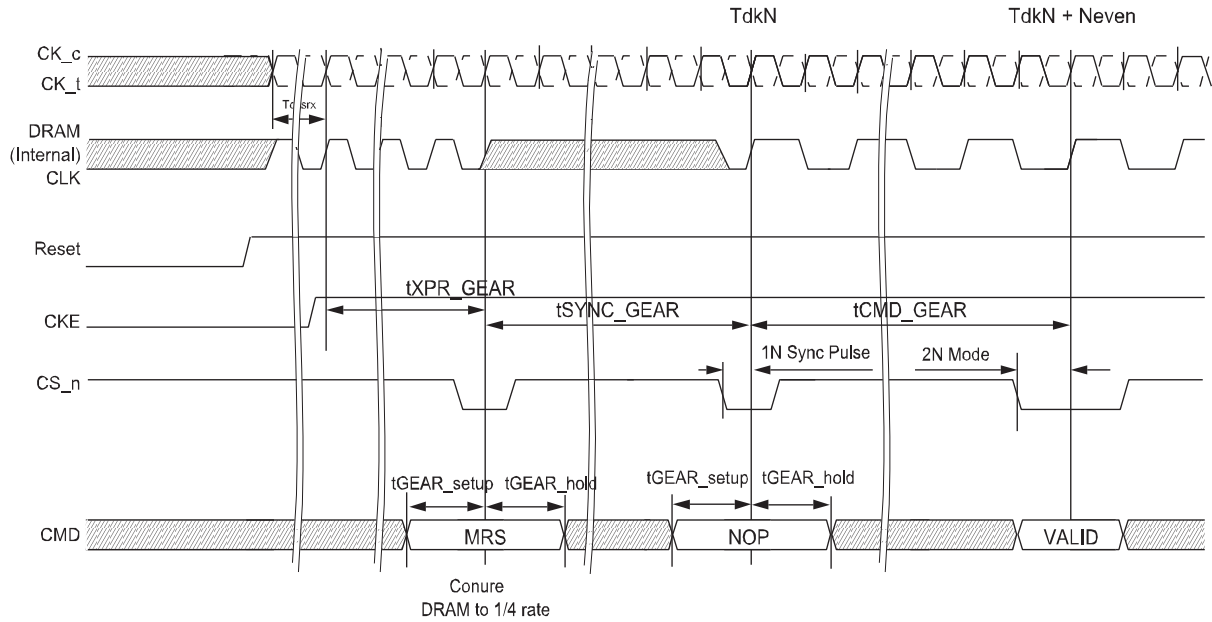 TdkN
TdkN + Neven
CK_c
CK_t
DRAM
(Internal)
CLK
Reset
tXPR_GEAR
CKE
tSYNC_GEAR
tCMD_GEAR
1N Sync Pulse
2N Mode
CS_n
tGEAR_setup
tGEAR_hold
tGEAR_setup
tGEAR_hold
CMD
MRS
NOP
VALID
Conure
DRAM to 1/4 rate